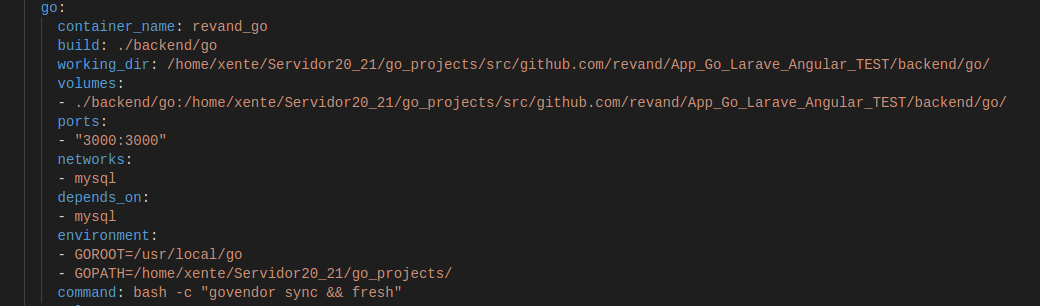 go:
container_name: revand_go
build: ./backend/go
working_dir: /home/xente/Servidor20_21/go_projects/src/github.com/revand/App_Go_Larave_Angular_TEST/backend/go/
volumes:
- ./backend/go:/home/xente/Servidor20_21/go_projects/src/github.com/revand/App_Go_Larave_Angular_TEST/backend/go/
ports:
- "3000:3000"
networks:
- mysql
depends_on:
- mysql
environment:
- GOROOT=/usr/local/go
- GOPATH=/home/xente/Servidor20_21/go_projects/
command: bash -c "govendor sync && fresh"